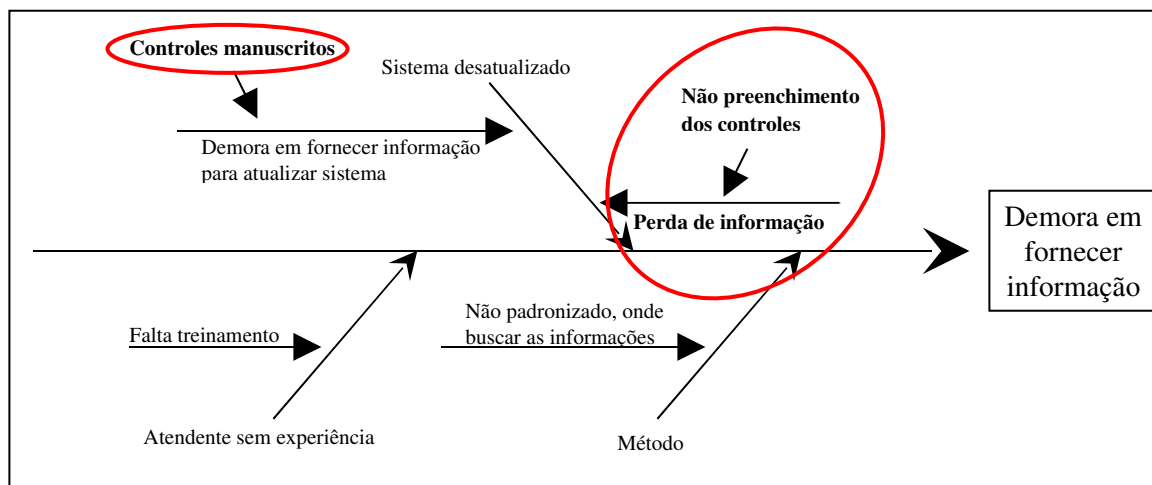 Controles manuscritos
Sistema desatualizado
Não preenchimento
dos controles
Demora em fornecer informação
para atualizar sistema
Perda de informação
Demora em
fornecer
informação
Não padronizado, onde
buscar as informações
Falta treinamento
Atendente sem experiência
Método